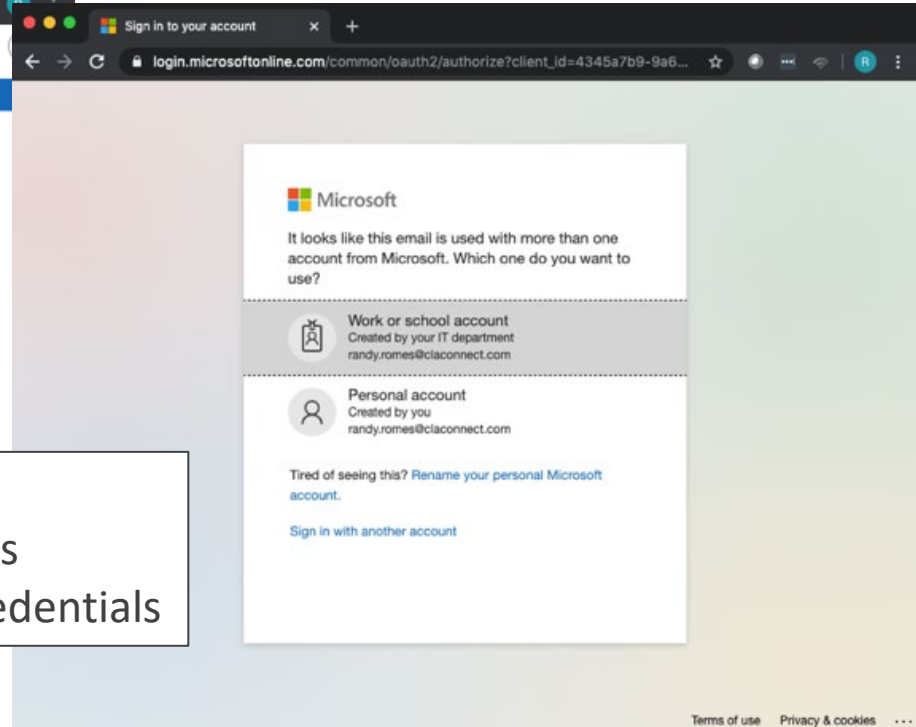 Sign in to your account
login.microsoftonline.com/common/oauth2/authorize?client_id=4345a7b9-9a6...
R
Microsoft
It looks like this email is used with more than one
account from Microsoft. Which one do you want to
use?
Work or school account
Created by your IT department
randy.romes@claconnect.com
Personal account
Created by you
randy.romes@claconnect.com
Tired of seeing this? Rename your personal Microsoft
account.
Sign in with another account
Terms of use Privacy & cookies ...